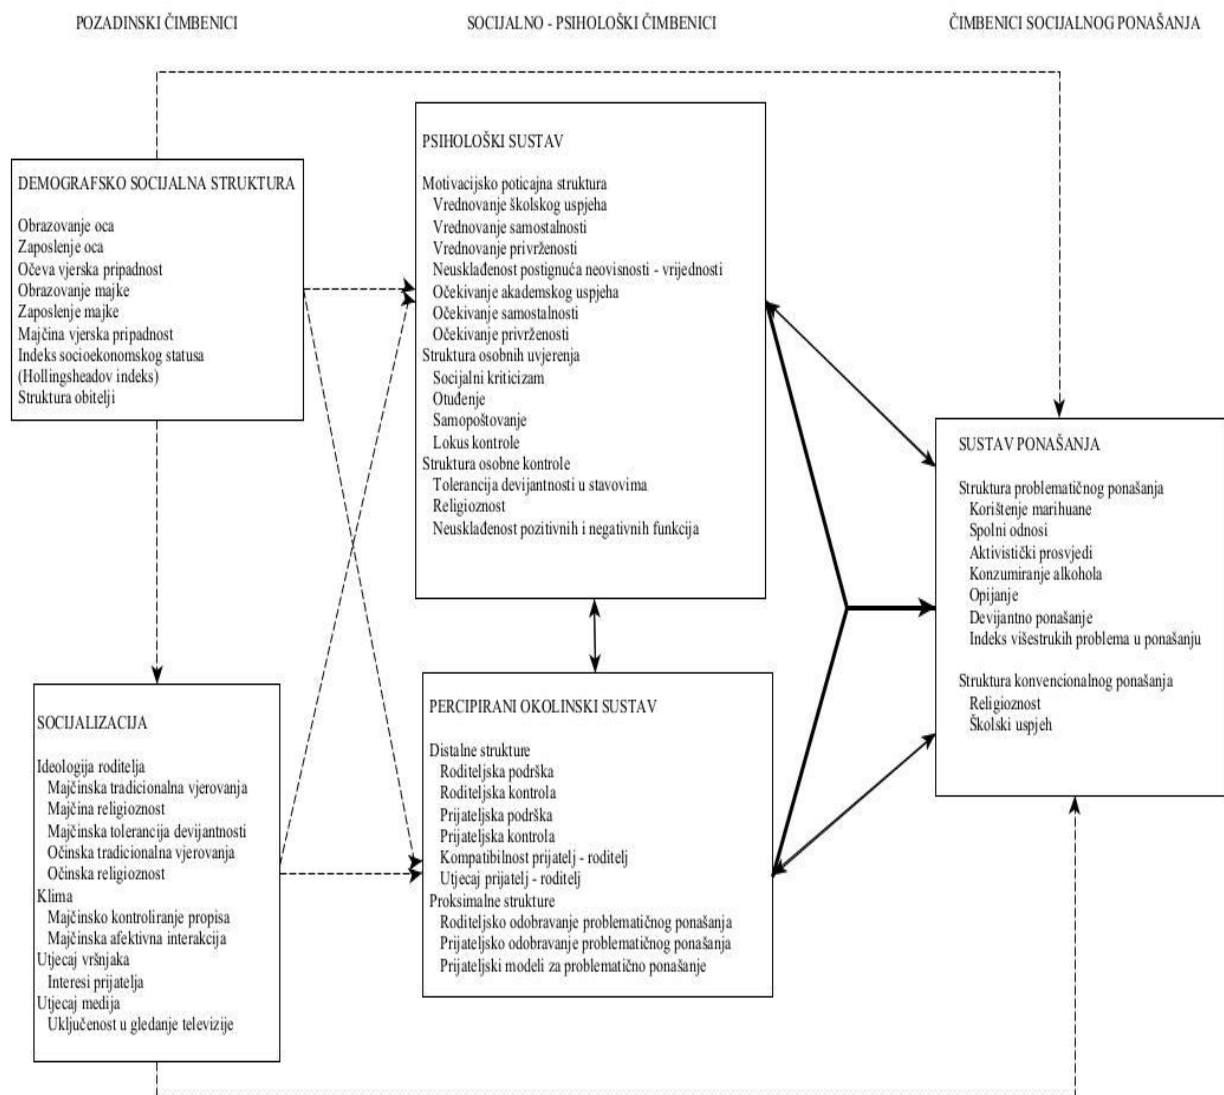 POZADINSKI ČIMBENICI
SOCIJALNO - PSIHOLOŠKI ČIMBENICI
ČIMBENICI SOCIJALNOG PONAŠANJA
DEMOGRAFSKO SOCIJALNA STRUKTURA
Obrazovanje oca
Zaposlenje oca
Očeva vjerska pripadnost
Obrazovanje majke
Zaposlenje majke
Majčina vjerska pripadnost
Indeks socioekonomskog statusa
(Hollingsheadov indeks)
Struktura obitelji
SOCIJALIZACIJA
Ideologija roditelja
Majčinska tradicionalna vjerovanja
Majčina religioznost
Majčinska tolerancija devijantnosti
Očinska tradicionalna vjerovanja
Očinska religioznost
Klima
Majčinsko kontroliranje propisa
Majčinska afektivna interakcija
Utjecaj vršnjaka
Interesi prijatelja
Utjecaj medija
Uključenost u gledanje televizije
PSIHOLOŠKI SUSTAV
Motivacijsko poticajna struktura
Vrednovanje školskog uspjeha
Vrednovanje samostalnosti
Vrednovanje privrženosti
Neusklađenost postignuća neovisnosti - vrijednosti
Očekivanje akademskog uspjeha
Očekivanje samostalnosti
Očekivanje privrženosti
Struktura osobnih uvjerenja
Socijalni kriticizam
Otuđenje
Samopoštovanje
Lokus kontrole
Struktura osobne kontrole
Tolerancija devijantnosti u stavovima
Religioznost
Neusklađenost pozitivnih i negativnih funkcija
PERCIPIRANI OKOLINSKI SUSTAV
Distalne strukture
Roditeljska podrška
Roditeljska kontrola
Prijateljska podrška
Prijateljska kontrola
Kompatibilnost prijatelj - roditelj
Utjecaj prijatelj - roditelj
Proksimalne strukture
Roditeljsko odobravanje problematičnog ponašanja
Prijateljsko odobravanje problematičnog ponašanja
Prijateljski modeli za problematično ponašanje
SUSTAV PONAŠANJA
Struktura problematičnog ponašanja
Korištenje marihuane
Spolni odnosi
Aktivistički prosvjedi
Konzumiranje alkohola
Opijanje
Devijantno ponašanje
Indeks višestrukih problema u ponašanju
Struktura konvencionalnog ponašanja
Religioznost
Školski uspjeh